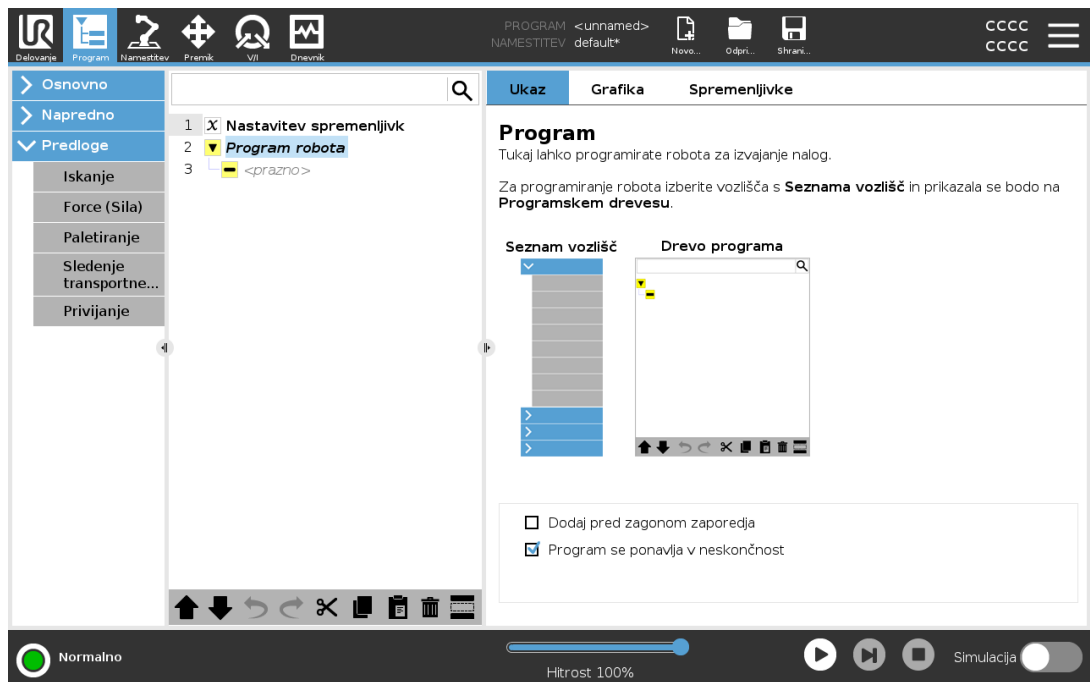 UR
Delovanje
Program
Namestitev
Premik
V/I
Dnevnik
PROGRAM <unnamed>
NAMESTITEV default*
Novo...
Odpri...
Shrani...
CCCC
CCCC
Osnovno
Napredno
Predloge
Iskanje
Force (Sila)
Paletiranje
Sledenje
transportne...
Privijanje
1 X Nastavitev spremenljivk
2 Program robota
3 <prazno>
Ukaz
Grafika
Spremenljivke
Program
Tukaj lahko programirate robota za izvajanje nalog.
Za programiranje robota izberite vozlišča s Seznama vozlišč in prikazala se bodo na
Programskem drevesu.
Seznam vozlišč
Drevo programa
Dodaj pred zagonom zaporedja
Program se ponavlja v neskončnost
Normalno
Hitrost 100%
Simulacija